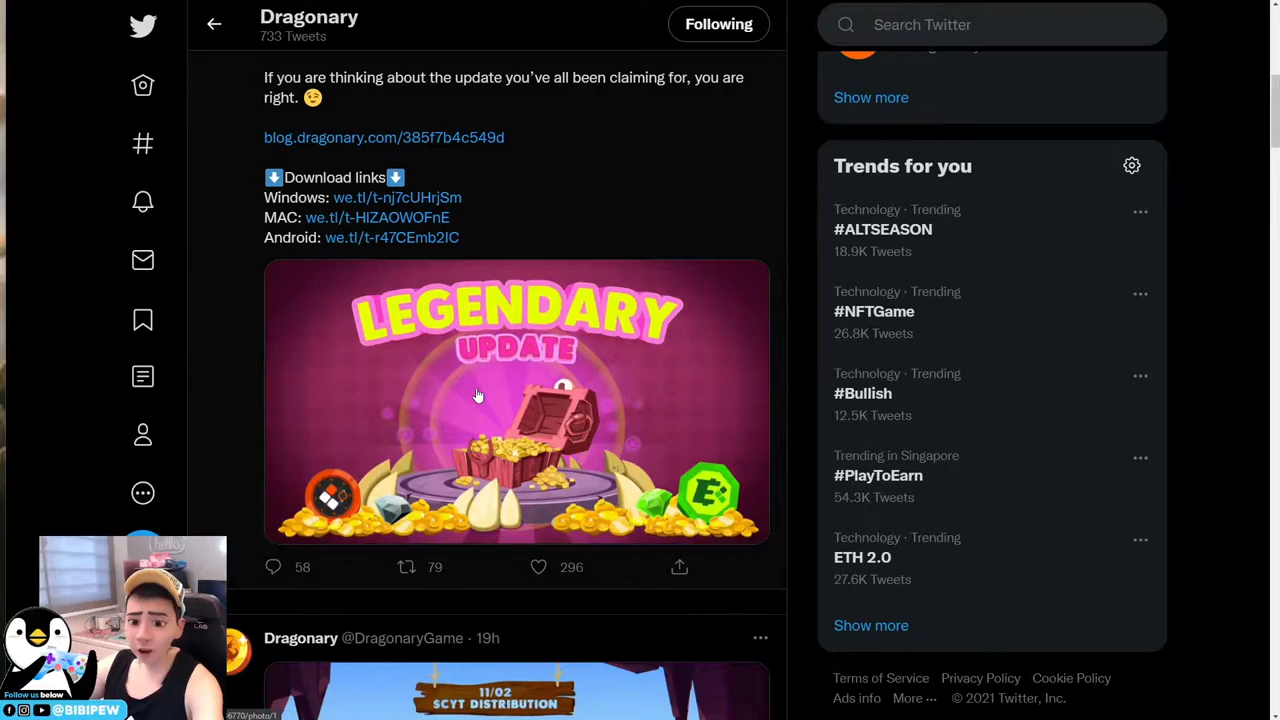 Dragonary
733 Tweets
Following
Search Twitter
If you are thinking about the update you've all been claiming for, you are
right. 😉
blog.dragonary.com/385f7b4c549d
⬇️Download links⬇️
Windows: we.tl/t-nj7cUHrjSm
MAC: we.tl/t-HIZAOWOFnE
Android: we.tl/t-r47CEmb2IC
LEGENDARY
UPDATE
58
79
296
Dragonary @DragonaryGame · 19h
11/02
SCYT DISTRIBUTION
Show more
Trends for you
Technology · Trending
#ALTSEASON
18.9K Tweets
Technology · Trending
#NFTGame
26.8K Tweets
Technology · Trending
#Bullish
12.5K Tweets
Trending in Singapore
#PlayToEarn
54.3K Tweets
Technology · Trending
ETH 2.0
27.6K Tweets
Show more
Terms of Service Privacy Policy Cookie Policy
Ads info More ··· © 2021 Twitter, Inc.
hello
Follow us below
@BIBIPEW
6770/photo/1